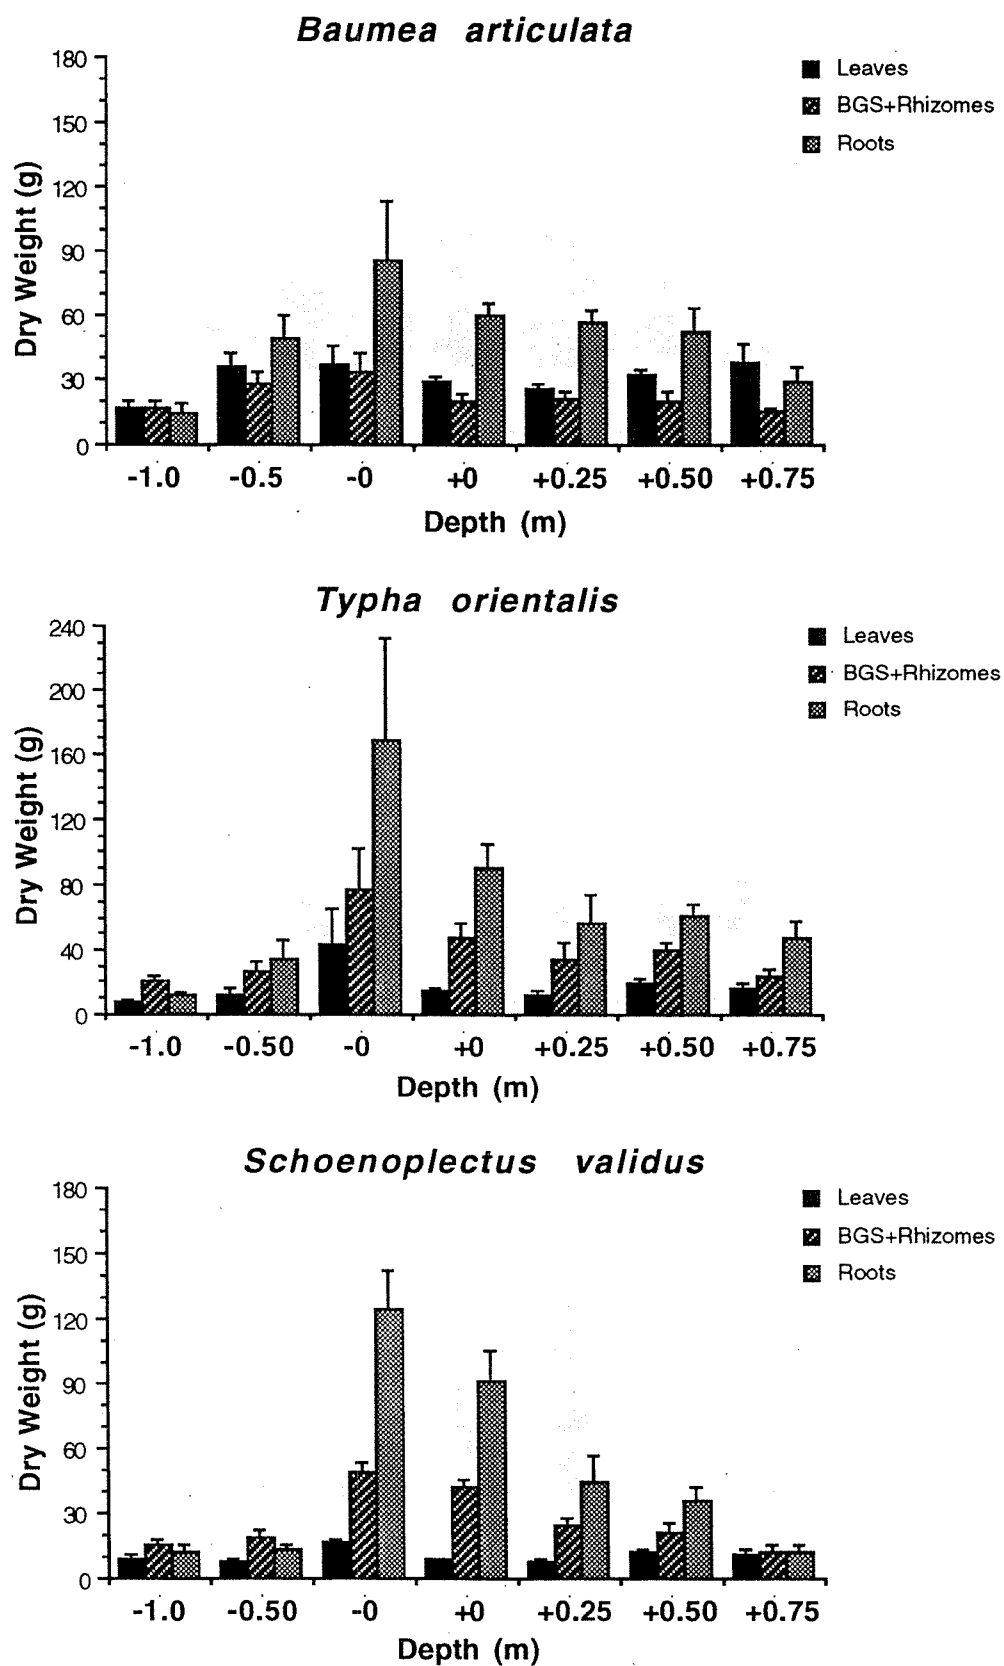 Baumea articulata
180
150
120
90
60
30
0
Dry Weight (g)
Leaves
BGS+Rhizomes
Roots
-1.0 -0.5 -0 +0 +0.25 +0.50 +0.75
Depth (m)
Typha orientalis
240
200
160
120
80
40
0
Dry Weight (g)
Leaves
BGS+Rhizomes
Roots
-1.0 -0.50 -0 +0 +0.25 +0.50 +0.75
Depth (m)
Schoenoplectus validus
180
150
120
90
60
30
0
Dry Weight (g)
Leaves
BGS+Rhizomes
Roots
-1.0 -0.50 -0 +0 +0.25 +0.50 +0.75
Depth (m)